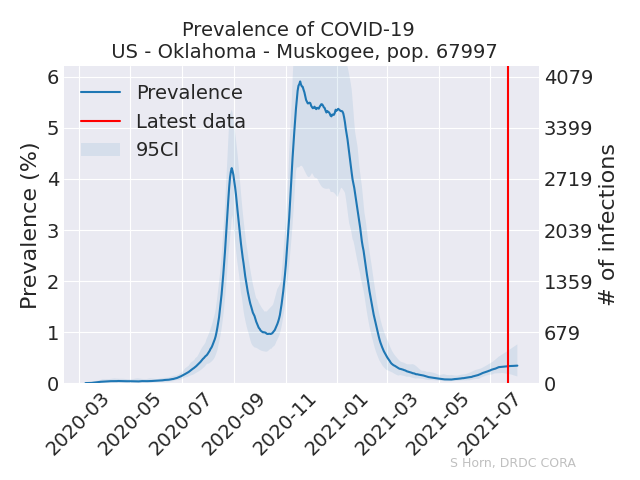 Prevalence of COVID-19
US - Oklahoma - Muskogee, pop. 67997
Prevalence
Latest data
95CI
Prevalence (%)
6
5
4
3
2
1
0
4079
3399
2719
2039
1359
679
0
# of infections
2020-03
2020-05
2020-07
2020-09
2020-11
2021-01
2021-03
2021-05
2021-07
S Horn, DRDC CORA